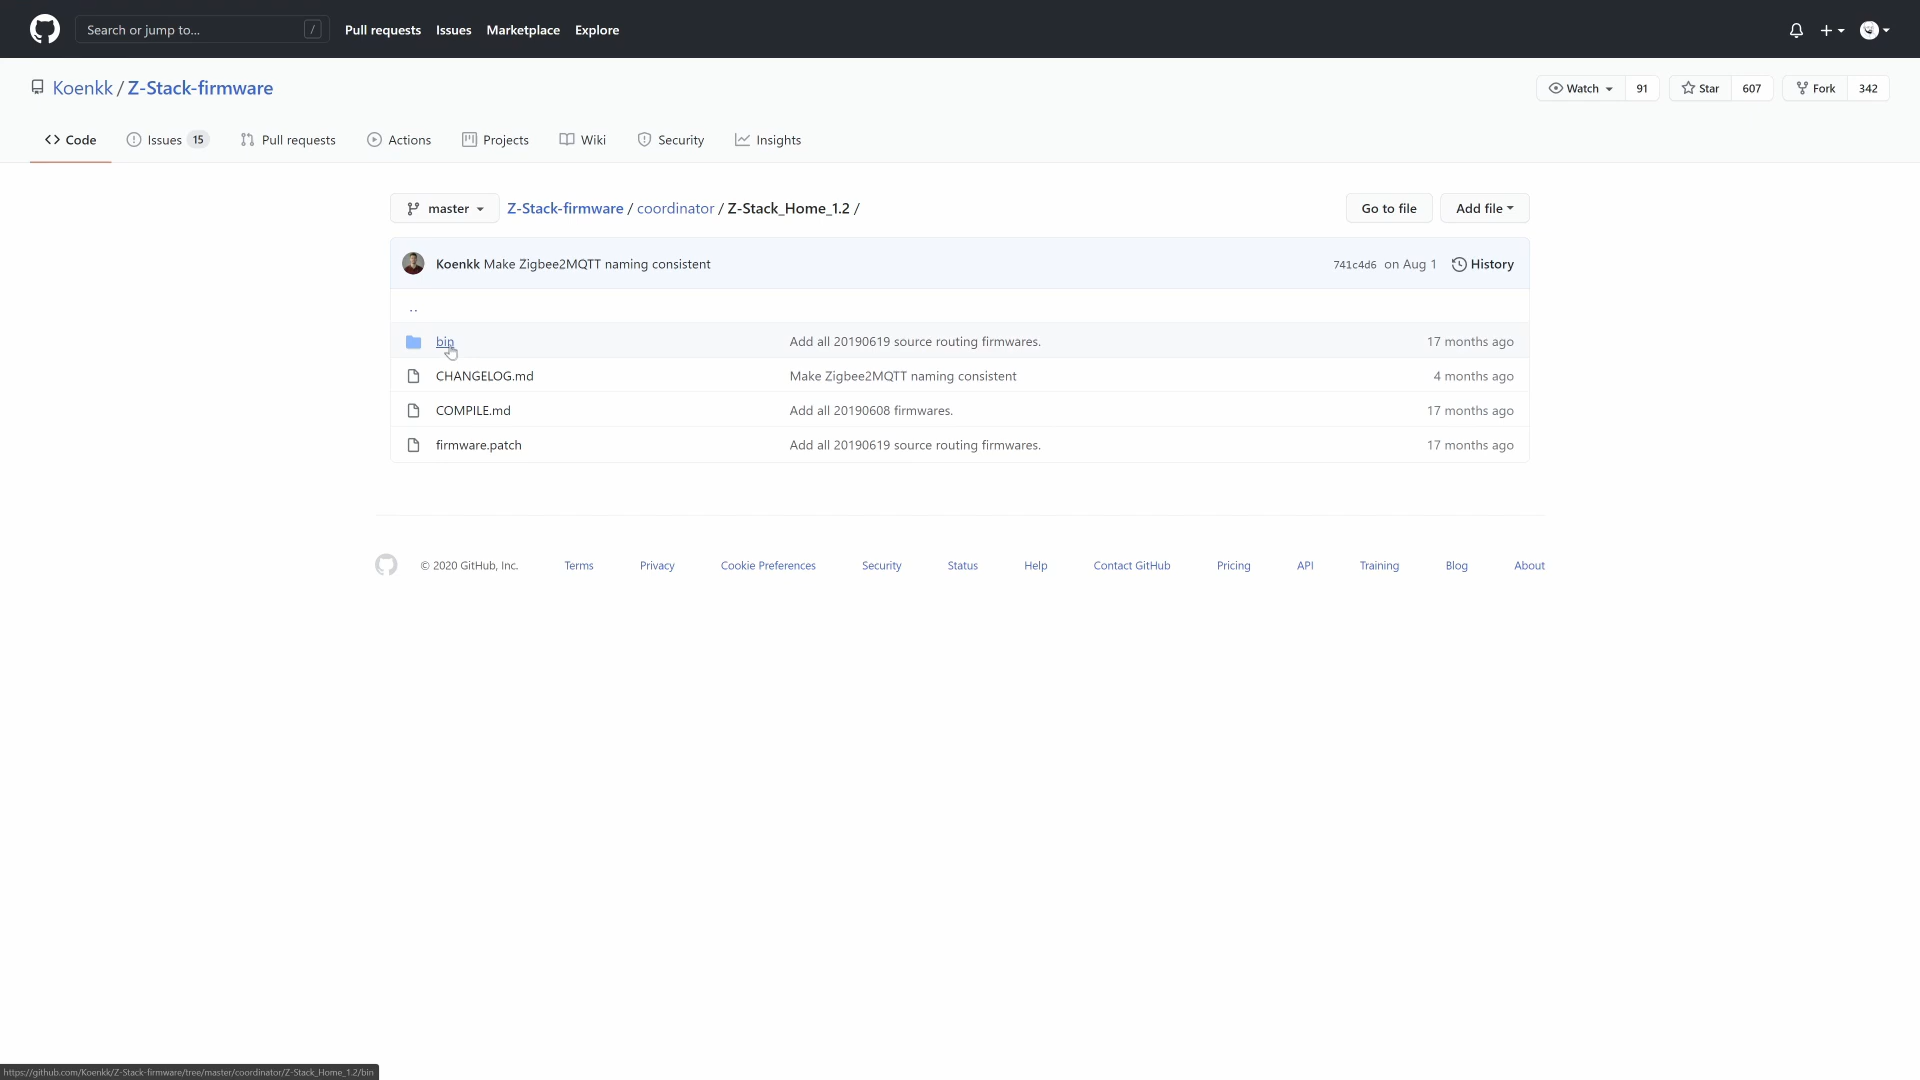 Search or jump to... /
Pull requests Issues Marketplace Explore
Koenkk / Z-Stack-firmware
Watch 91 Star 607 Fork 342
Code Issues 15 Pull requests Actions Projects Wiki Security Insights
master Z-Stack-firmware / coordinator / Z-Stack_Home_1.2 / Go to file Add file
Koenkk Make Zigbee2MQTT naming consistent 741c4d6 on Aug 1 History
..
bin Add all 20190619 source routing firmwares. 17 months ago
CHANGELOG.md Make Zigbee2MQTT naming consistent 4 months ago
COMPILE.md Add all 20190608 firmwares. 17 months ago
firmware.patch Add all 20190619 source routing firmwares. 17 months ago
© 2020 GitHub, Inc. Terms Privacy Cookie Preferences Security Status Help Contact GitHub Pricing API Training Blog About
https://github.com/Koenkk/Z-Stack-firmware/tree/master/coordinator/Z-Stack_Home_1.2/bin